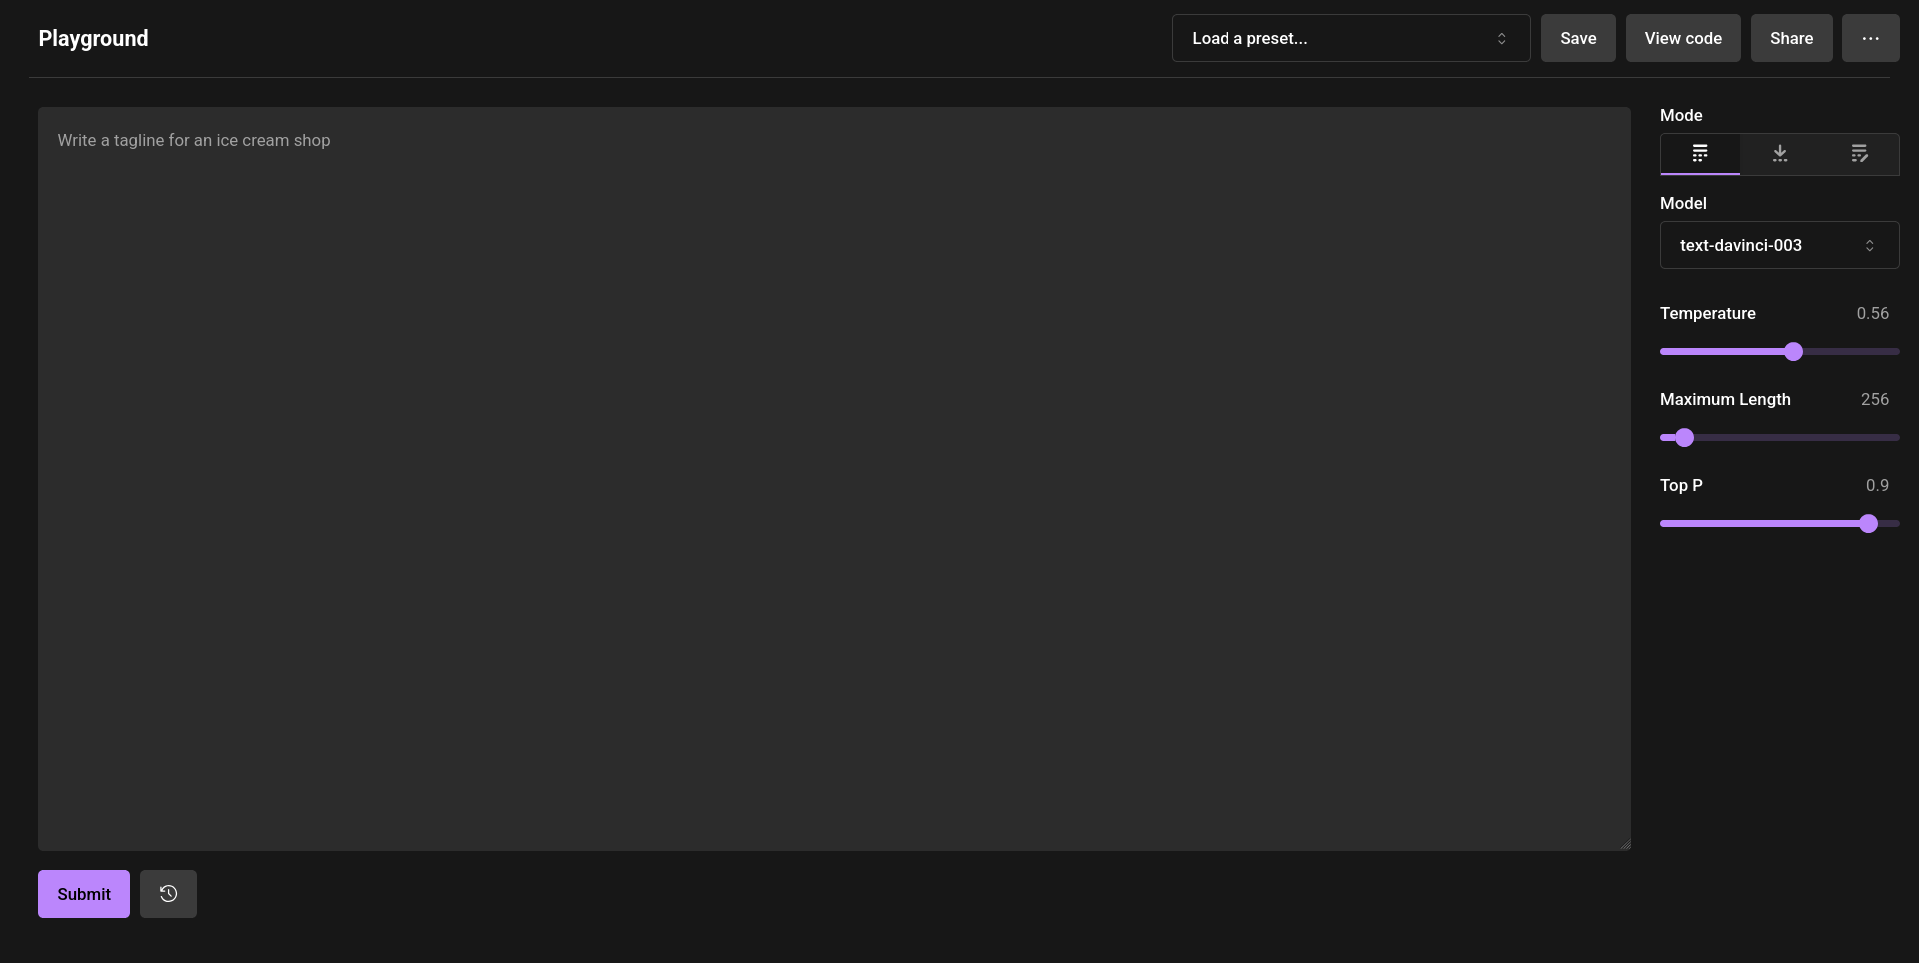 Playground
Load a preset...
Save
View code
Share
Write a tagline for an ice cream shop
Mode
Model
text-davinci-003
Temperature
0.56
Maximum Length
256
Top P
0.9
Submit